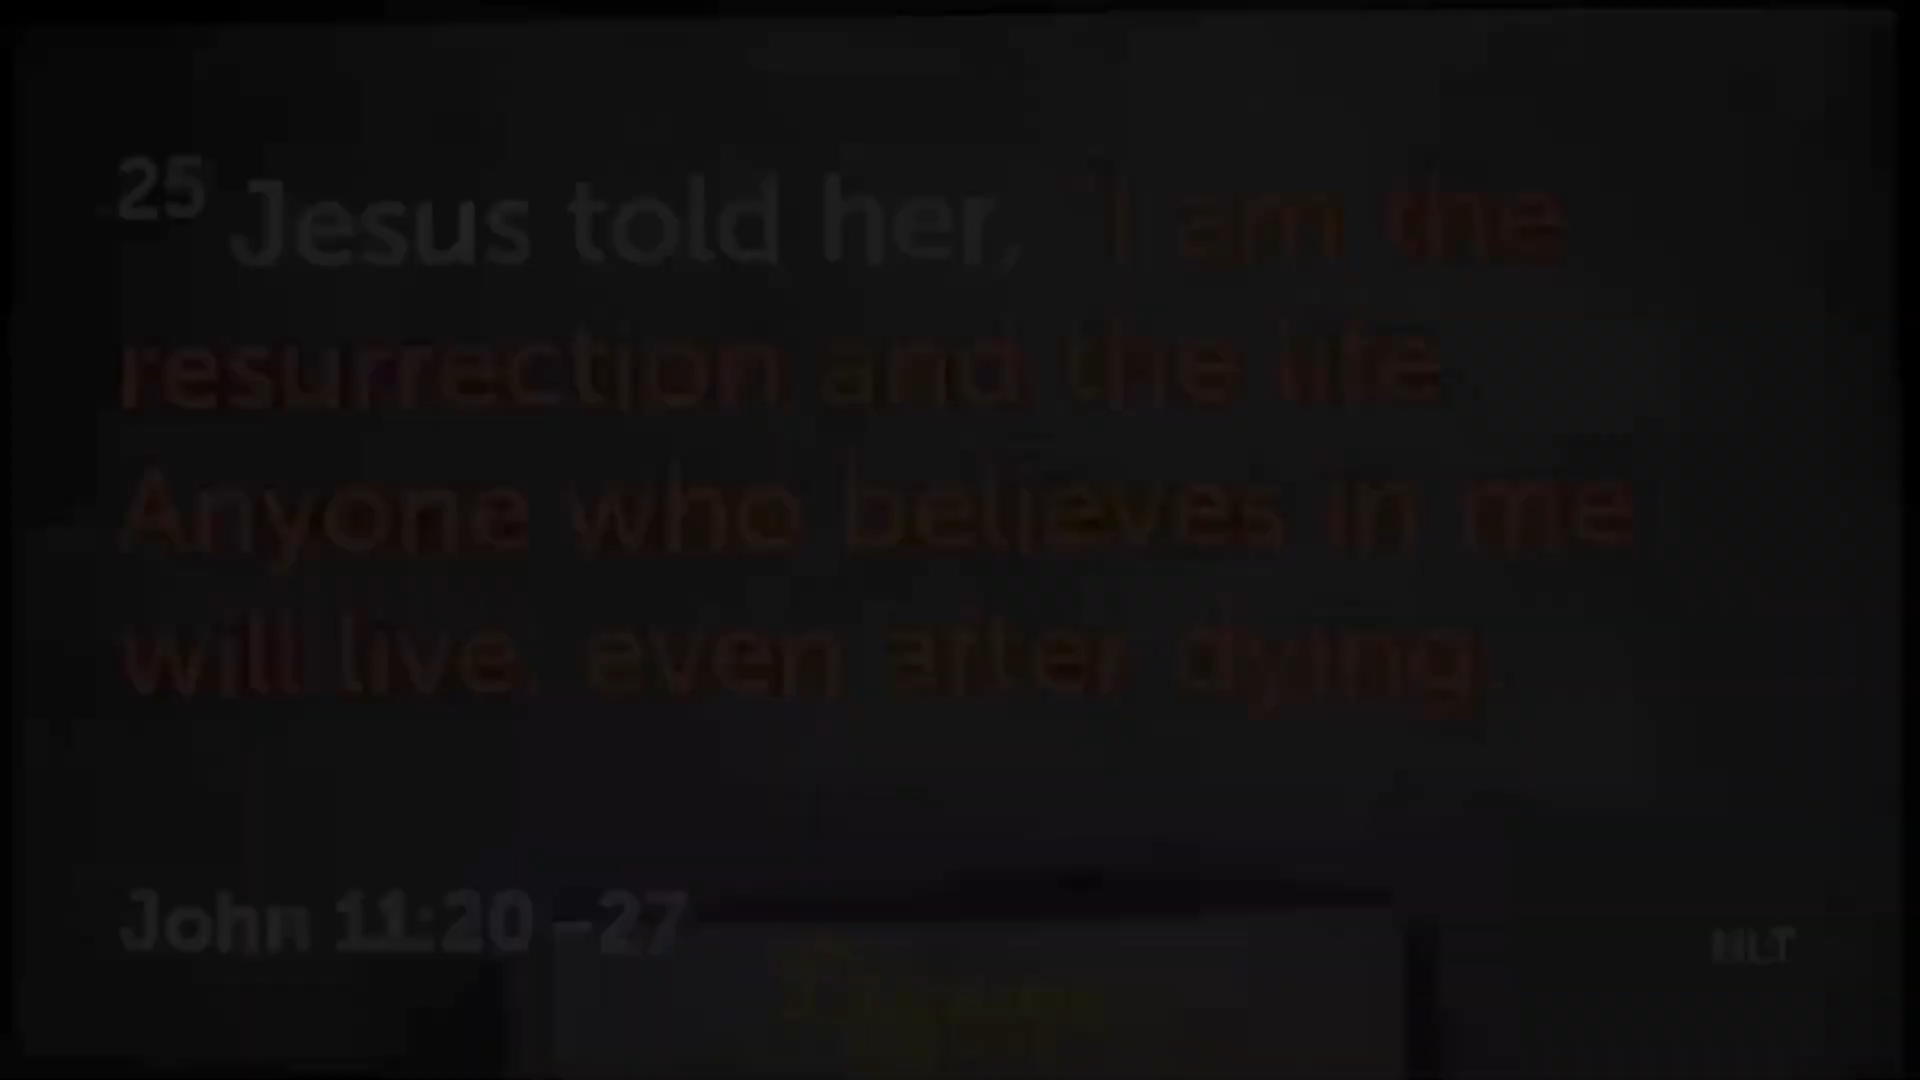 25 Jesus told her, "I am the
resurrection and the life.
Anyone who believes in me
will live, even after dying.
John 11:20–27
NLT